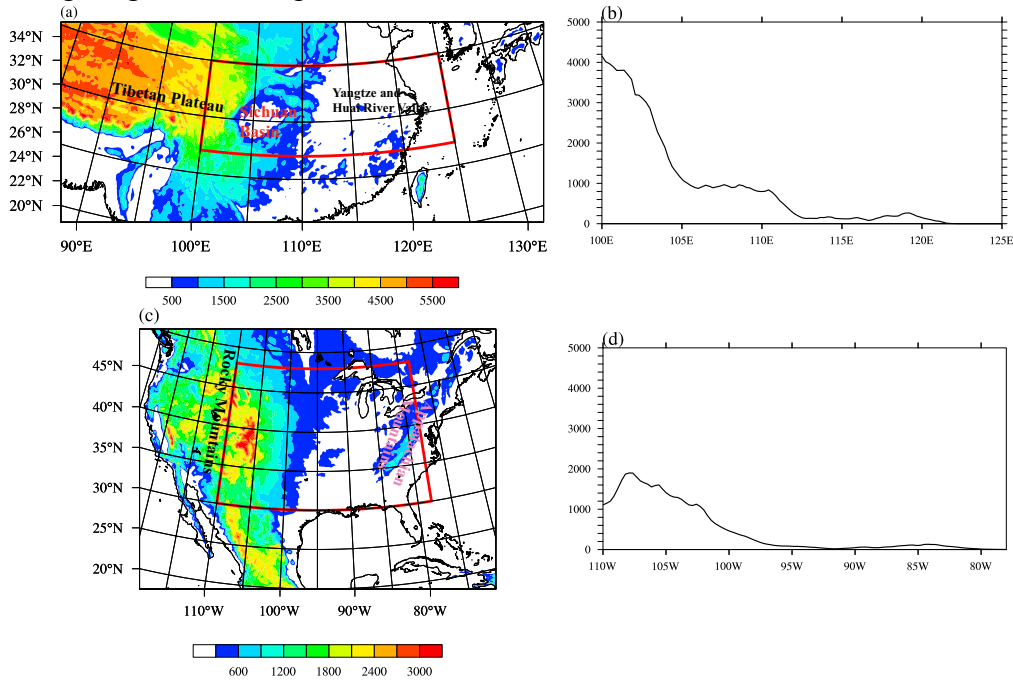 (a)
34°N
32°N
30°N
28°N
26°N
24°N
22°N
20°N
Tibetan Plateau
Sichuan
Basin
Yangtze and
Huai River Valley
90°E 100°E 110°E 120°E 130°E
500 1500 2500 3500 4500 5500
(b)
5000
4000
3000
2000
1000
0
100E 105E 110E 115E 120E 125E
(c)
45°N
40°N
35°N
30°N
25°N
20°N
Rocky Mountains
Appalachian
Mountains
110°W 100°W 90°W 80°W
600 1200 1800 2400 3000
(d)
5000
4000
3000
2000
1000
0
110W 105W 100W 95W 90W 85W 80W